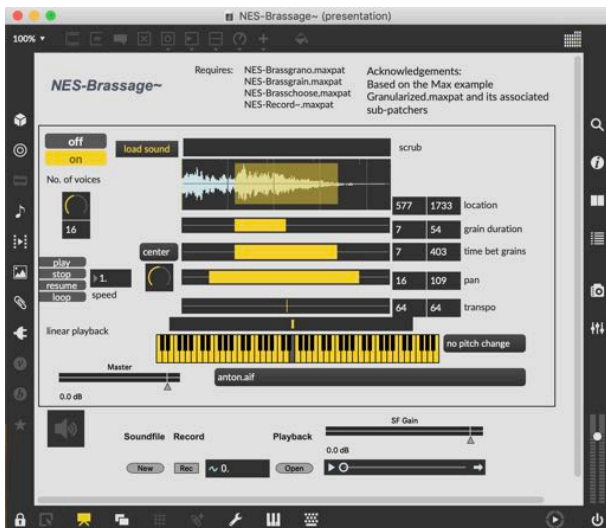 NES-Brassage~ (presentation)
100%
NES-Brassage~
Requires:
NES-Brassgrano.maxpat
NES-Brassgrain.maxpat
NES-Brasschoose,maxpat
NES-Record~.maxpat
Acknowledgements:
Based on the Max example
Granularized.maxpat and its associated
sub-patchers
off
on
load sound
scrub
No. of voices
16
577 1733 location
7 54 grain duration
center
7 403 time bet grains
play
stop
resume
loop
1.
speed
16 109 pan
64 64 transpo
linear playback
no pitch change
Master
0.0 dB
anton.aif
SF Gain
0.0 dB
Soundfile Record Playback
New Rec 0. Open